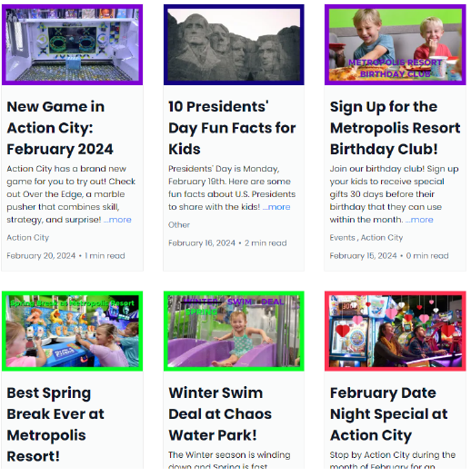 METROPOLIS RESORT
BIRTHDAY CLUB
New Game in
Action City:
February 2024
Action City has a brand new
game for you to try out! Check
out Over the Edge, a marble
pusher that combines skill,
strategy, and surprise! ...more
Action City
February 20, 2024 • 1 min read
10 Presidents'
Day Fun Facts for
Kids
Presidents' Day is Monday,
February 19th. Here are some
fun facts about U.S. Presidents
to share with the kids! ...more
Other
February 16, 2024 • 2 min read
Sign Up for the
Metropolis Resort
Birthday Club!
Join our birthday club! Sign up
your kids to receive special
gifts 30 days before their
birthday that they can use
within the month. ...more
Events , Action City
February 15, 2024 • 0 min read
Spring Break at Metropolis Resort
Best Spring
Break Ever at
Metropolis
Resort!
WINTER SWIM DEAL
Winter Swim
Deal at Chaos
Water Park!
The Winter season is winding
down and Spring is fast
February Date
Night Special at
Action City
Stop by Action City during the
month of February for an